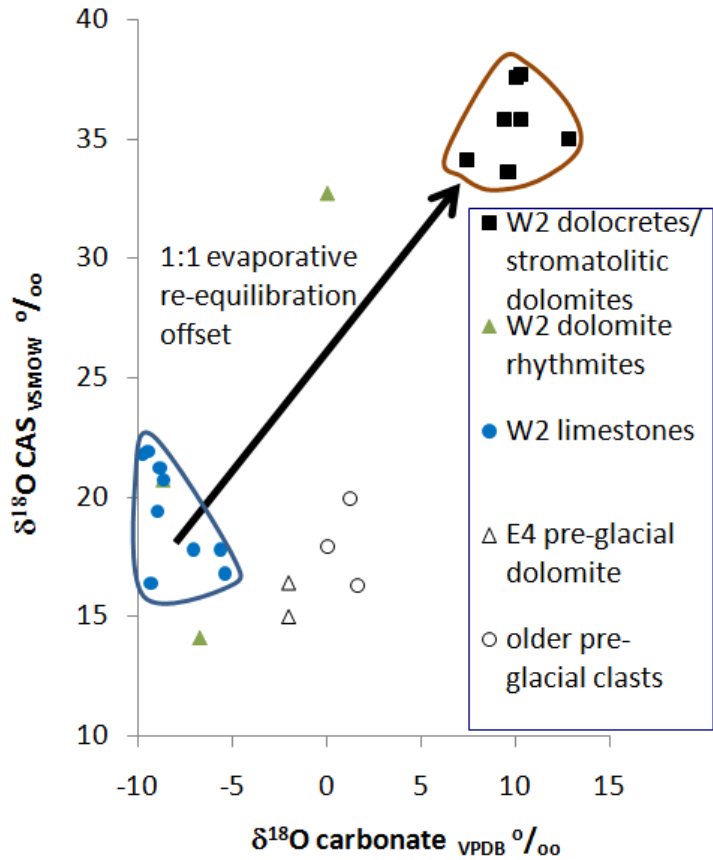 40
35
30
25
20
15
10
-10
-5
0
5
10
15
δ¹⁸O CAS VSMOW º/oo
δ¹⁸O carbonate VPDB º/oo
1:1 evaporative
re-equilibration
offset
W2 dolocretes/
stromatolitic
dolomites
W2 dolomite
rhythmites
W2 limestones
E4 pre-glacial
dolomite
older pre-
glacial clasts